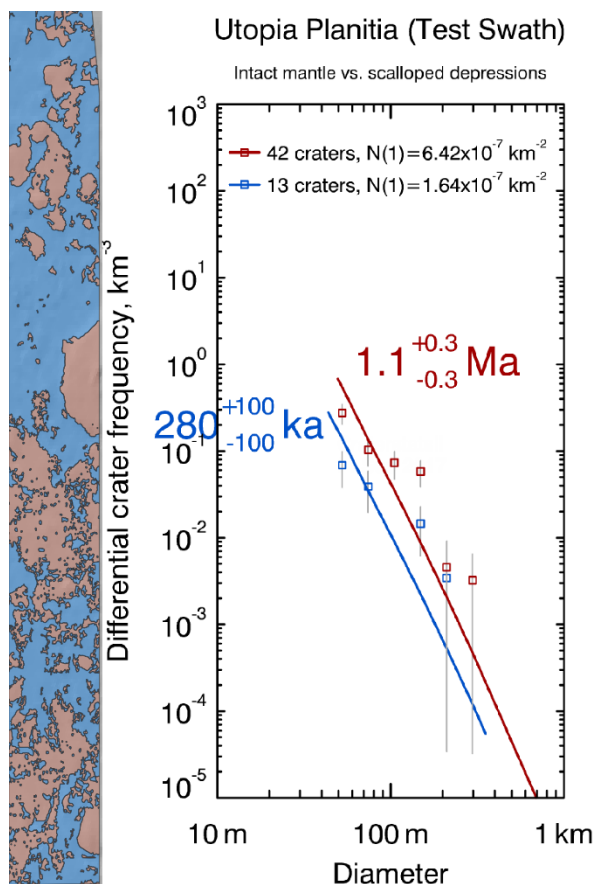 Utopia Planitia (Test Swath)
Intact mantle vs. scalloped depressions
Differential crater frequency, km⁻³
10³
42 craters, N(1)=6.42x10⁻⁷ km⁻²
13 craters, N(1)=1.64x10⁻⁷ km⁻²
10²
10¹
10⁰
1.1 +0.3 -0.3 Ma
280 +100 -100 ka
10⁻¹
10⁻²
10⁻³
10⁻⁴
10⁻⁵
10 m 100 m 1 km
Diameter